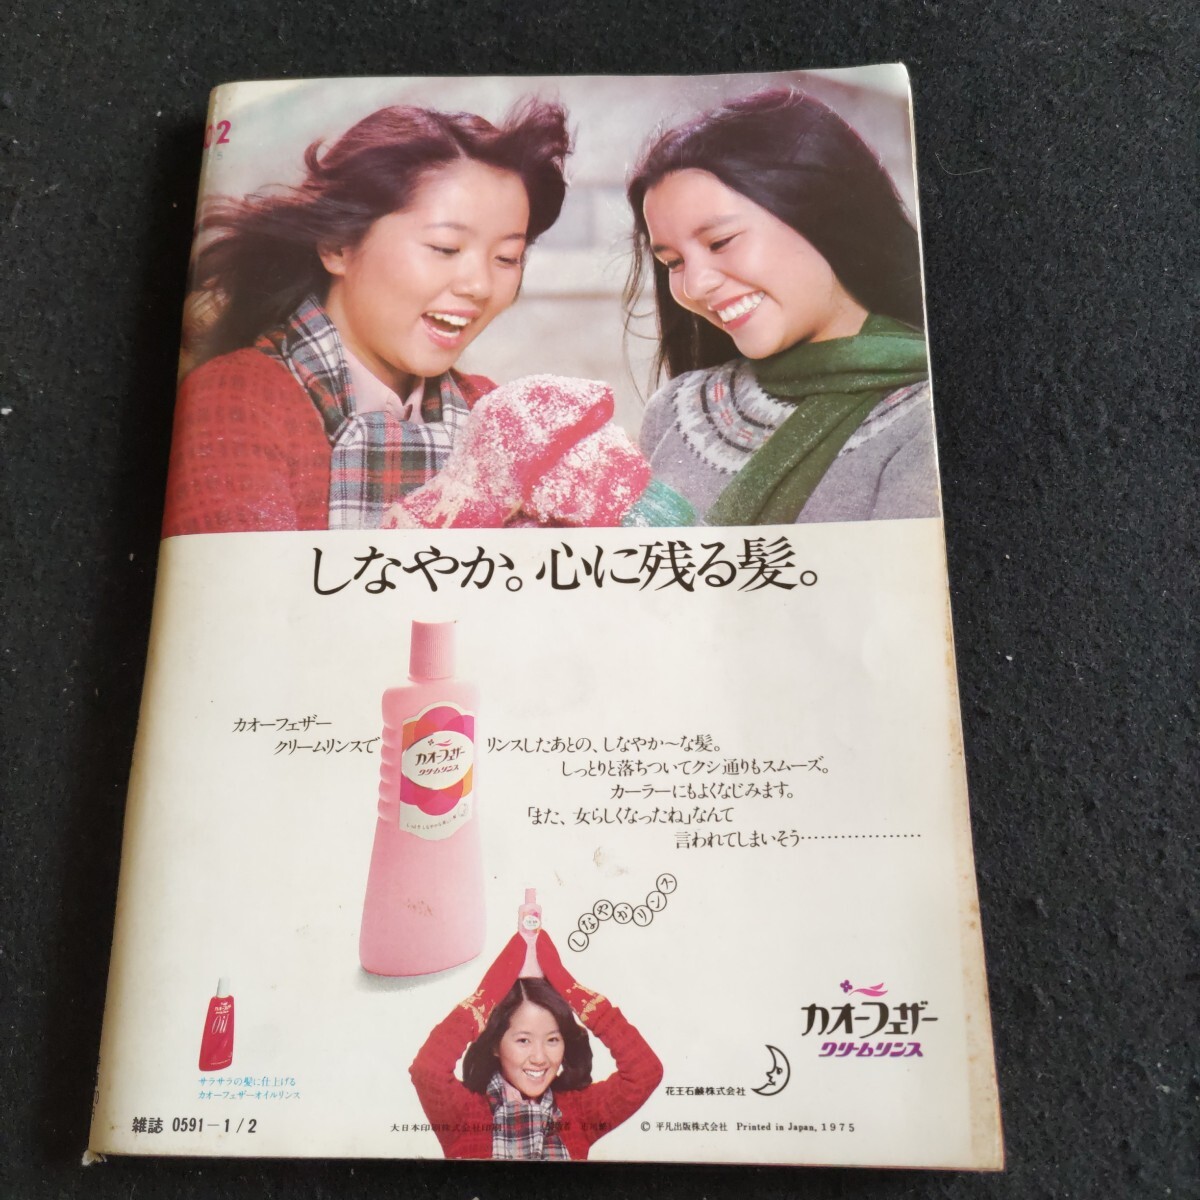 02
しなやか。心に残る髪。
カオーフェザー
クリームリンスで
リンスしたあとの、しなやか〜な髪。
しっとりと落ちついてクシ通りもスムーズ。
カーラーにもよくなじみます。
「また、女らしくなったね」なんて
言われてしまいそう………………
カオーフェザー
クリームリンス
しなやかリンス
Oil
サラサラの髪に仕上げる
カオーフェザーオイルリンス
カオーフェザー
クリームリンス
花王石鹸株式会社
雑誌 0591-1/2
大日本印刷株式会社印刷
© 平凡出版株式会社 Printed in Japan, 1975